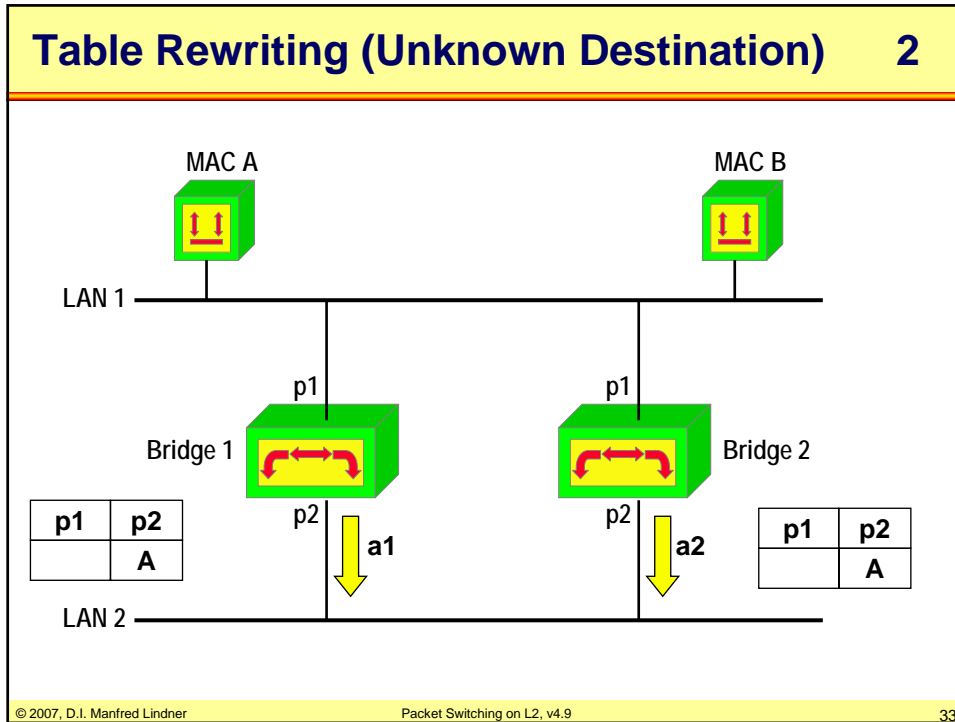 Table Rewriting (Unknown Destination) 2
MAC A MAC B
LAN 1
p1 p1
Bridge 1 Bridge 2
p2 p2
p1 p2
A
a1 a2
p1 p2
A
LAN 2
© 2007, D.I. Manfred Lindner Packet Switching on L2, v4.9 33